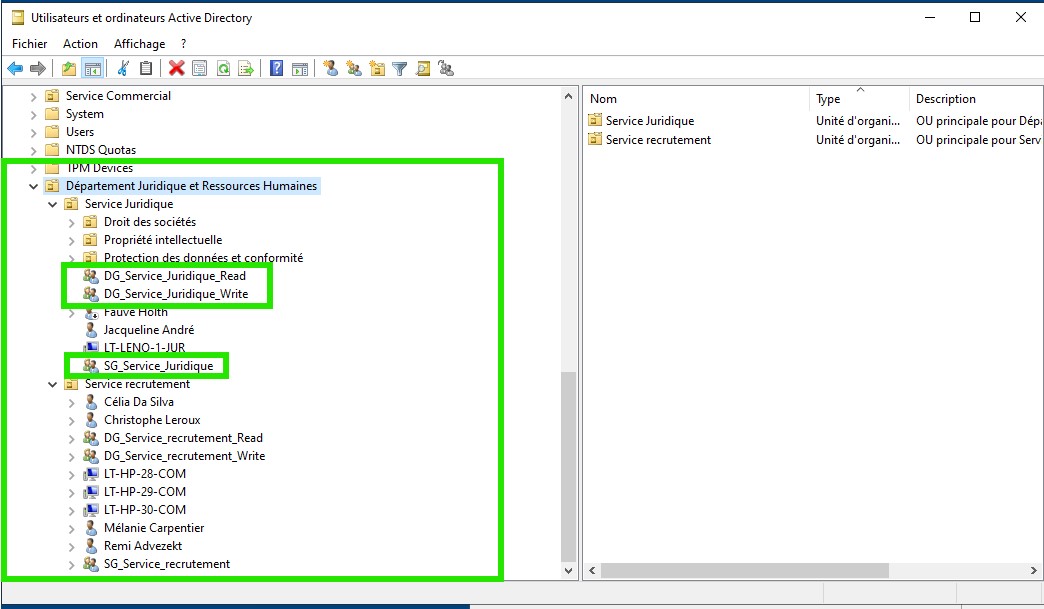 Utilisateurs et ordinateurs Active Directory
Fichier Action Affichage ?
Service Commercial
System
Users
NTDS Quotas
TPM Devices
Département Juridique et Ressources Humaines
Service Juridique
Droit des sociétés
Propriété intellectuelle
Protection des données et conformité
DG_Service_Juridique_Read
DG_Service_Juridique_Write
Fauve Holth
Jacqueline André
LT-LENO-1-JUR
SG_Service_Juridique
Service recrutement
Célia Da Silva
Christophe Leroux
DG_Service_recrutement_Read
DG_Service_recrutement_Write
LT-HP-28-COM
LT-HP-29-COM
LT-HP-30-COM
Mélanie Carpentier
Remi Advezekt
SG_Service_recrutement
Nom Type Description
Service Juridique Unité d'organi... OU principale pour Dépa
Service recrutement Unité d'organi... OU principale pour Serv